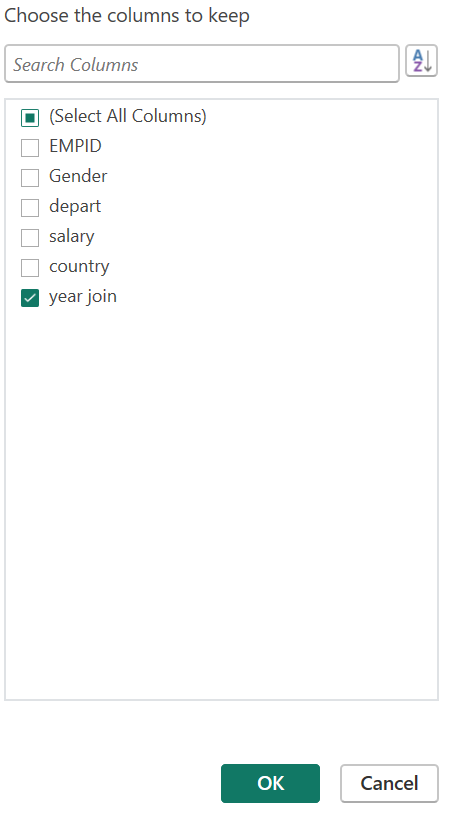 Choose the columns to keep
Search Columns
A
Z
(Select All Columns)
EMPID
Gender
depart
salary
country
year join
OK
Cancel